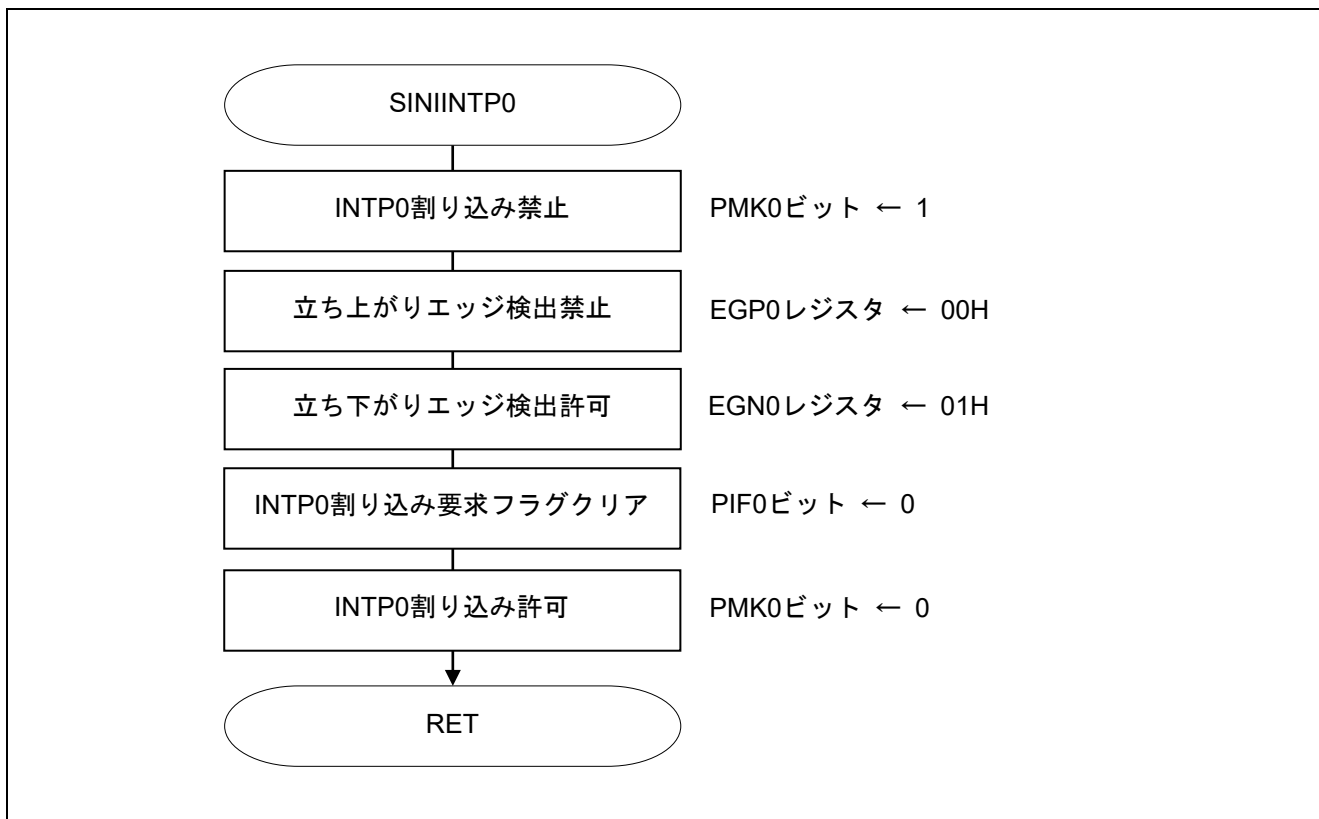 SINIINTP0
INTP0割り込み禁止 PMK0ビット ← 1
立ち上がりエッジ検出禁止 EGP0レジスタ ← 00H
立ち下がりエッジ検出許可 EGN0レジスタ ← 01H
INTP0割り込み要求フラグクリア PIF0ビット ← 0
INTP0割り込み許可 PMK0ビット ← 0
RET